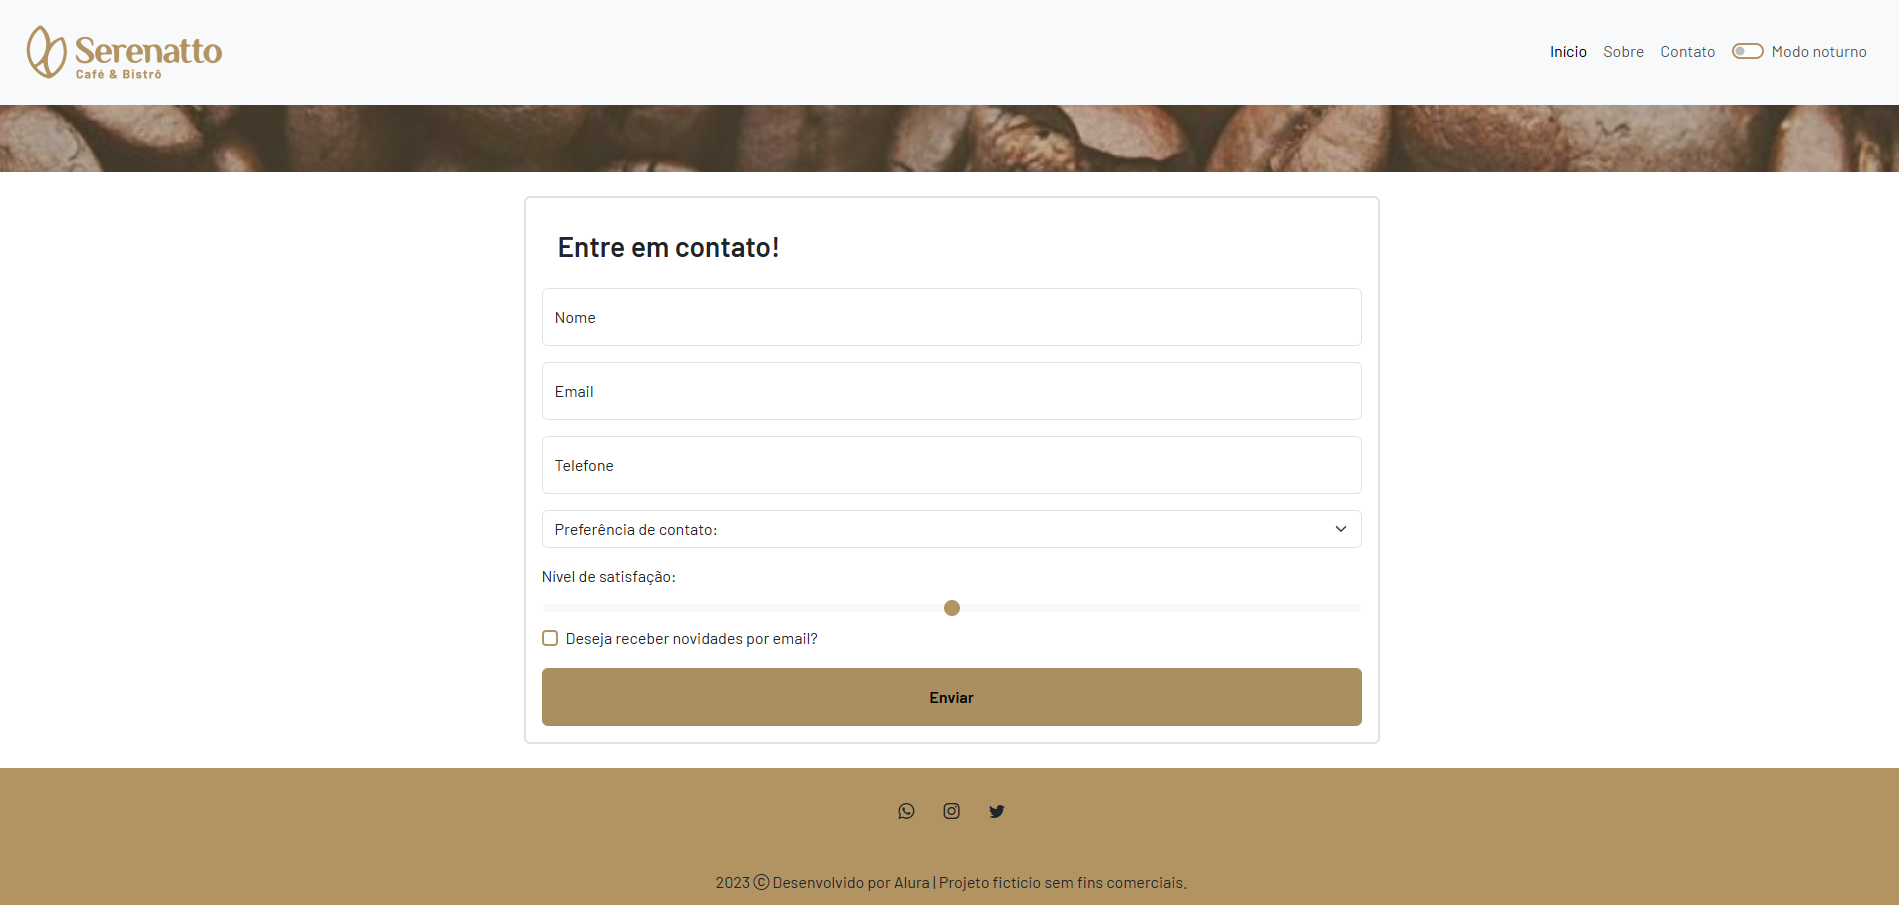 Serenatto
Café & Bistrô
Início Sobre Contato Modo noturno
Entre em contato!
Nome
Email
Telefone
Preferência de contato:
Nível de satisfação:
Deseja receber novidades por email?
Enviar
2023 © Desenvolvido por Alura | Projeto fictício sem fins comerciais.